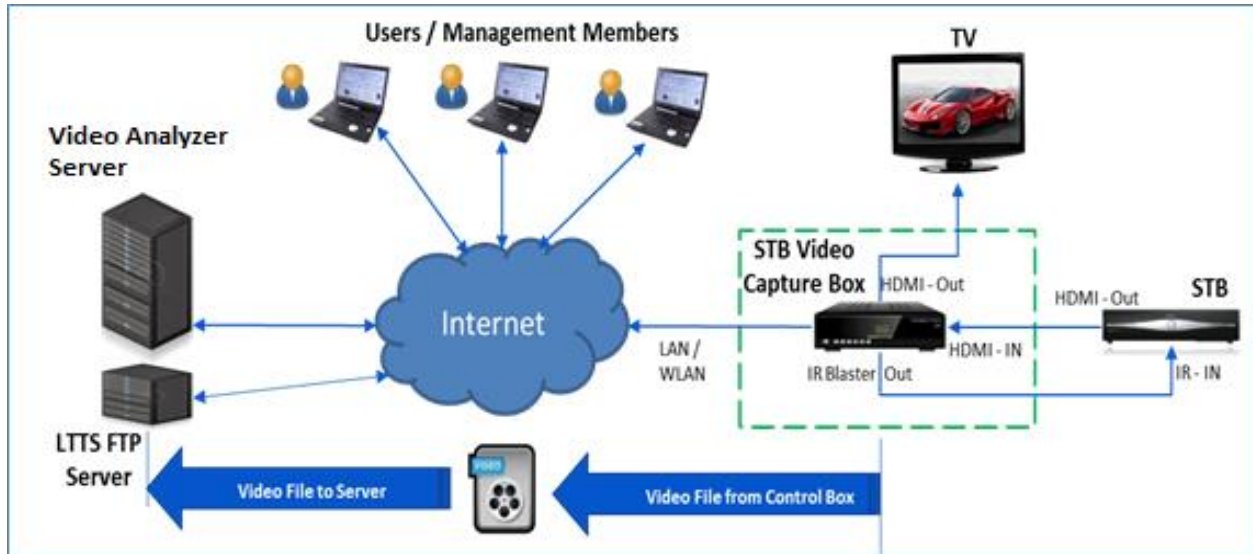 Users / Management Members
TV
Video Analyzer
Server
STB Video
Capture Box
HDMI - Out
HDMI - Out
STB
Internet
LAN /
WLAN
HDMI - IN
IR Blaster Out
IR - IN
LTTS FTP
Server
Video File to Server
Video File from Control Box